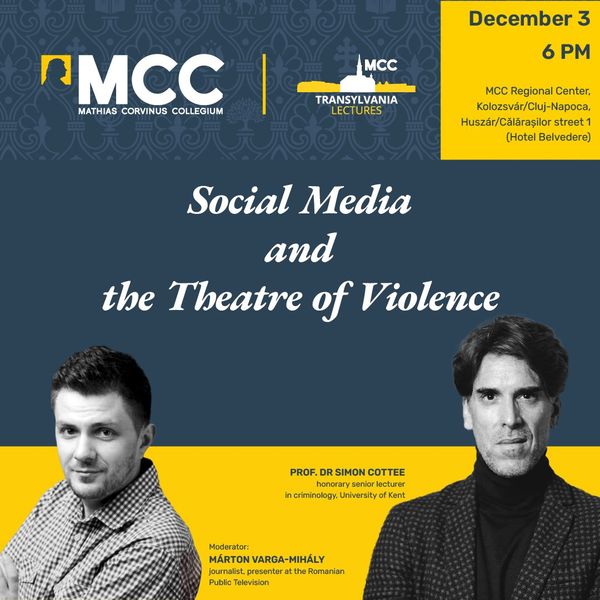 MCC
MATHIAS CORVINUS COLLEGIUM
MCC
TRANSYLVANIA
LECTURES
December 3
6 PM
MCC Regional Center,
Kolozsvár/Cluj-Napoca,
Huszár/Călărașilor street 1
(Hotel Belvedere)
Social Media
and
the Theatre of Violence
PROF. DR SIMON COTTEE
honorary senior lecturer
in criminology, University of Kent
Moderator:
MÁRTON VARGA-MIHÁLY
journalist, presenter at the Romanian
Public Television